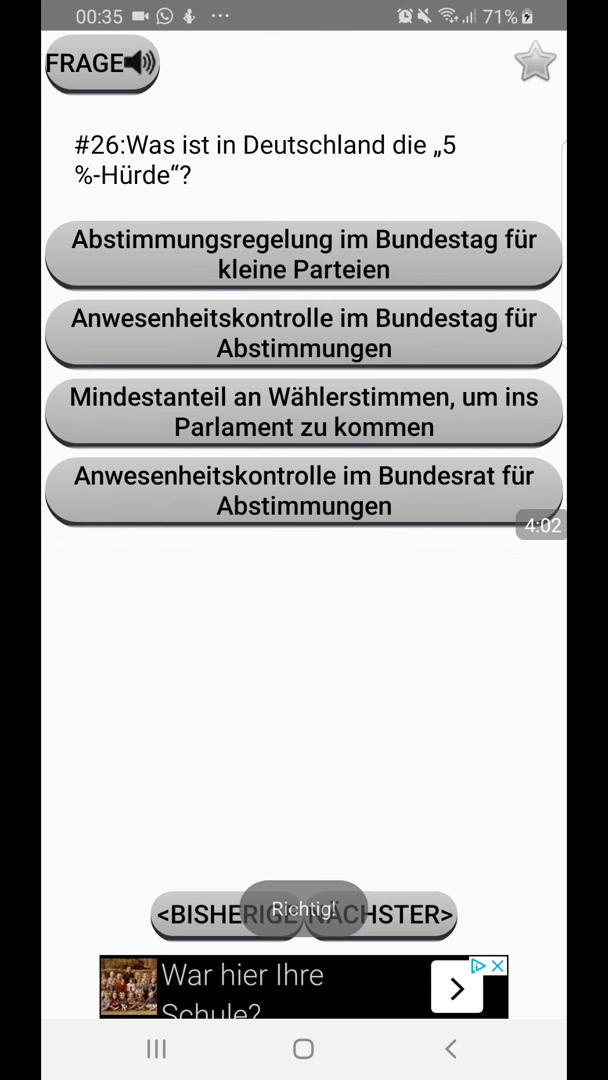 00:35 ... 71%
FRAGE
#26:Was ist in Deutschland die „5
%-Hürde“?
Abstimmungsregelung im Bundestag für
kleine Parteien
Anwesenheitskontrolle im Bundestag für
Abstimmungen
Mindestanteil an Wählerstimmen, um ins
Parlament zu kommen
Anwesenheitskontrolle im Bundesrat für
Abstimmungen
4:02
<BISHERIGE NÄCHSTER>
Richtig!
War hier Ihre
Schule?